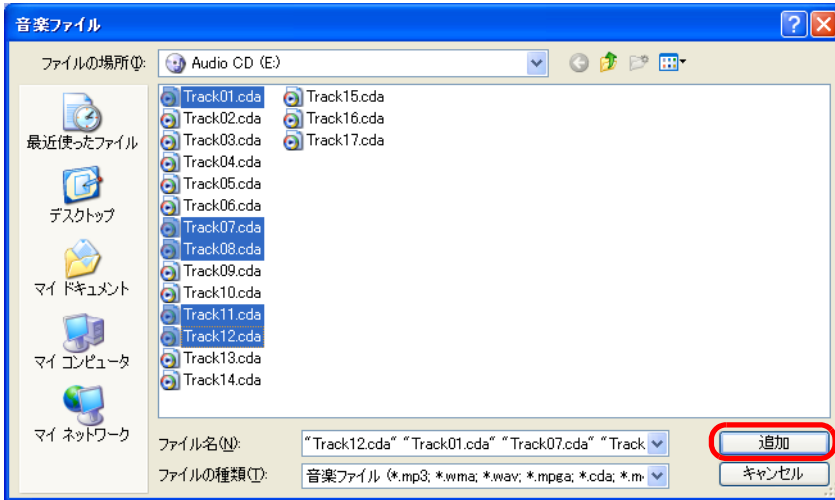 音楽ファイル
ファイルの場所(I):
Audio CD (E:)
最近使ったファイル
デスクトップ
マイ ドキュメント
マイ コンピュータ
マイ ネットワーク
Track01.cda
Track02.cda
Track03.cda
Track04.cda
Track05.cda
Track06.cda
Track07.cda
Track08.cda
Track09.cda
Track10.cda
Track11.cda
Track12.cda
Track13.cda
Track14.cda
Track15.cda
Track16.cda
Track17.cda
ファイル名(N):
"Track12.cda" "Track01.cda" "Track07.cda" "Track
追加
ファイルの種類(T):
音楽ファイル (*.mp3; *.wma; *.wav; *.mpga; *.cda; *.m
キャンセル